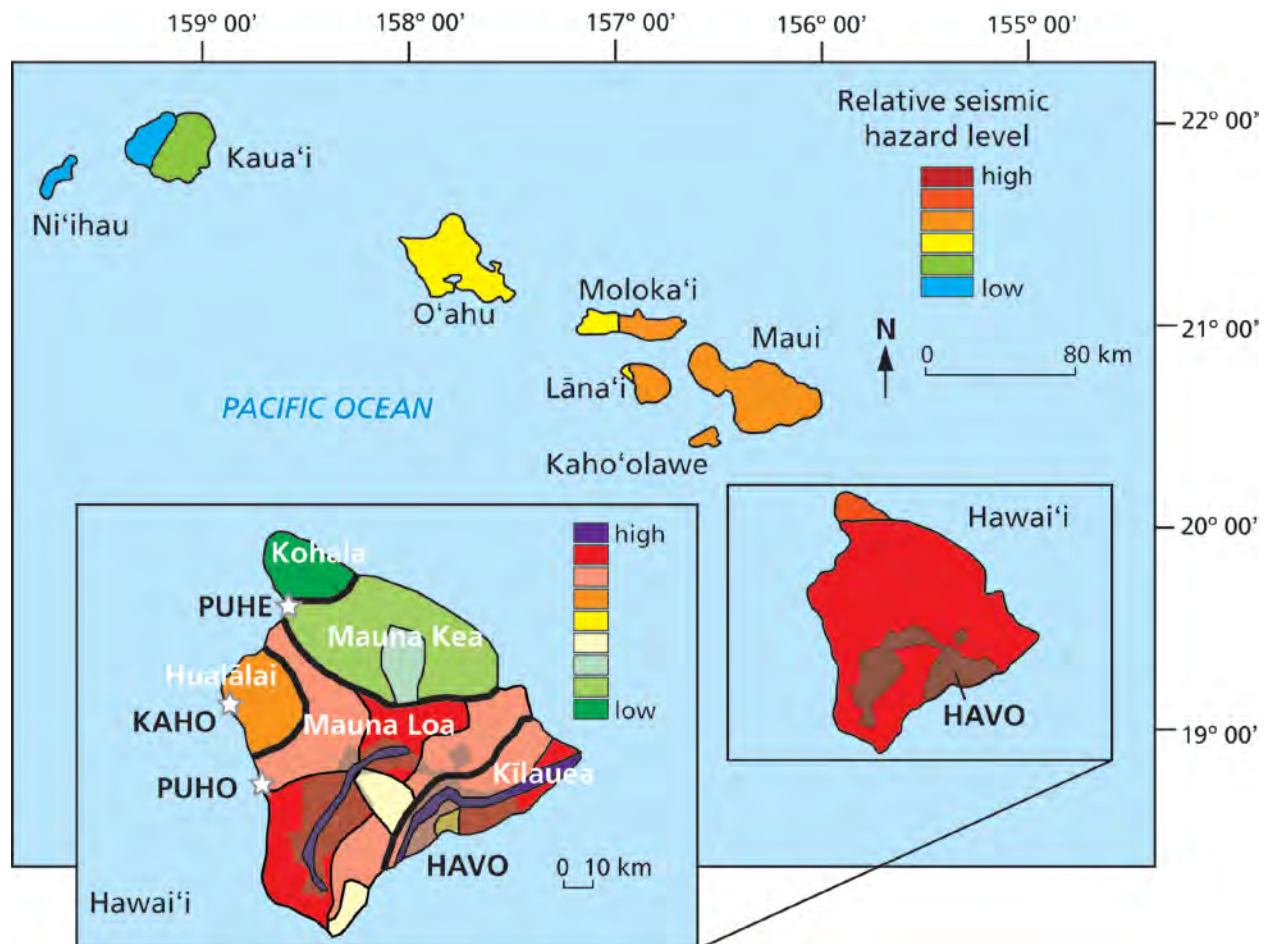 159° 00'
158° 00'
157° 00'
156° 00'
155° 00'
Relative seismic
hazard level
high
low
22° 00'
21° 00'
20° 00'
19° 00'
Kaua‘i
Ni‘ihau
O‘ahu
Moloka‘i
Maui
Lāna‘i
Kaho‘olawe
N
0 80 km
PACIFIC OCEAN
Hawai‘i
HAVO
high
low
Kohala
PUHE
Mauna Kea
Hualālai
KAHO
Mauna Loa
PUHO
Kīlauea
HAVO
0 10 km
Hawai‘i